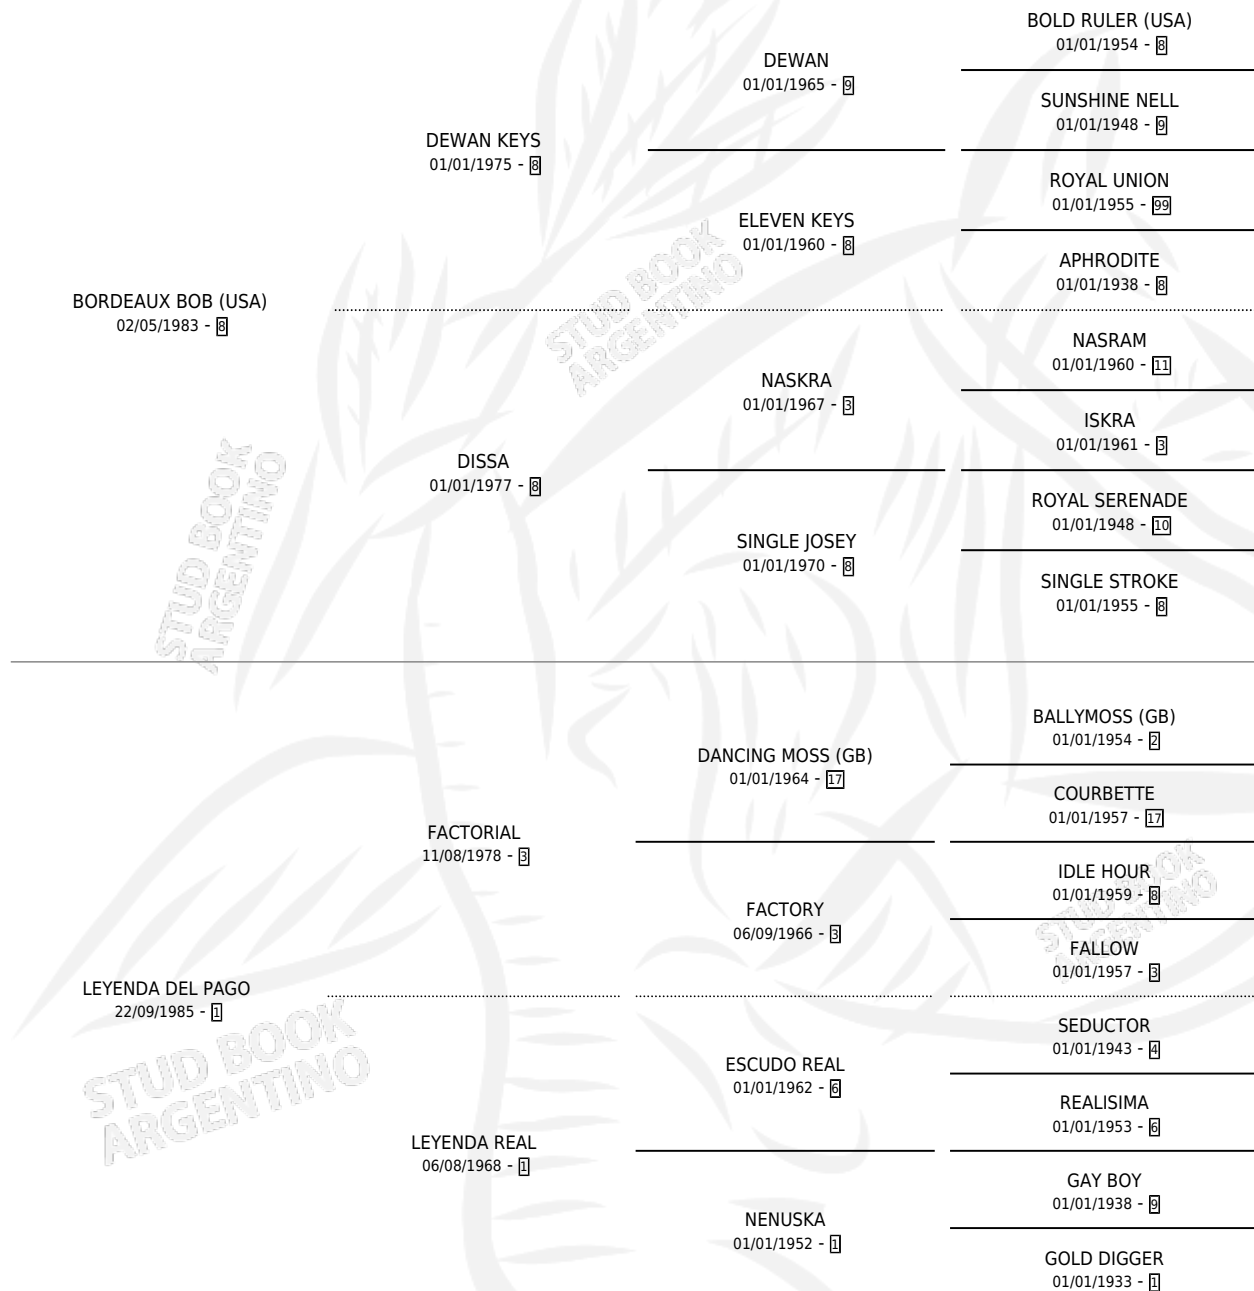 BORDEAUX BOB (USA)
02/05/1983 - 8
DEWAN KEYS
01/01/1975 - 8
DISSA
01/01/1977 - 8
DEWAN
01/01/1965 - 9
ELEVEN KEYS
01/01/1960 - 8
NASKRA
01/01/1967 - 3
SINGLE JOSEY
01/01/1970 - 8
BOLD RULER (USA)
01/01/1954 - 8
SUNSHINE NELL
01/01/1948 - 9
ROYAL UNION
01/01/1955 - 99
APHRODITE
01/01/1938 - 8
NASRAM
01/01/1960 - 11
ISKRA
01/01/1961 - 3
ROYAL SERENADE
01/01/1948 - 10
SINGLE STROKE
01/01/1955 - 8
LEYENDA DEL PAGO
22/09/1985 - 1
FACTORIAL
11/08/1978 - 3
LEYENDA REAL
06/08/1968 - 1
DANCING MOSS (GB)
01/01/1964 - 17
FACTORY
06/09/1966 - 3
ESCUDO REAL
01/01/1962 - 6
NENUSKA
01/01/1952 - 1
BALLYMOSS (GB)
01/01/1954 - 2
COURBETTE
01/01/1957 - 17
IDLE HOUR
01/01/1959 - 8
FALLOW
01/01/1957 - 3
SEDUCTOR
01/01/1943 - 4
REALISIMA
01/01/1953 - 6
GAY BOY
01/01/1938 - 9
GOLD DIGGER
01/01/1933 - 1
STUD BOOK
ARGENTINO
STUD BOOK
ARGENTINO
STUD BOOK
ARGENTINO
STUD BOOK
ARGENTINO